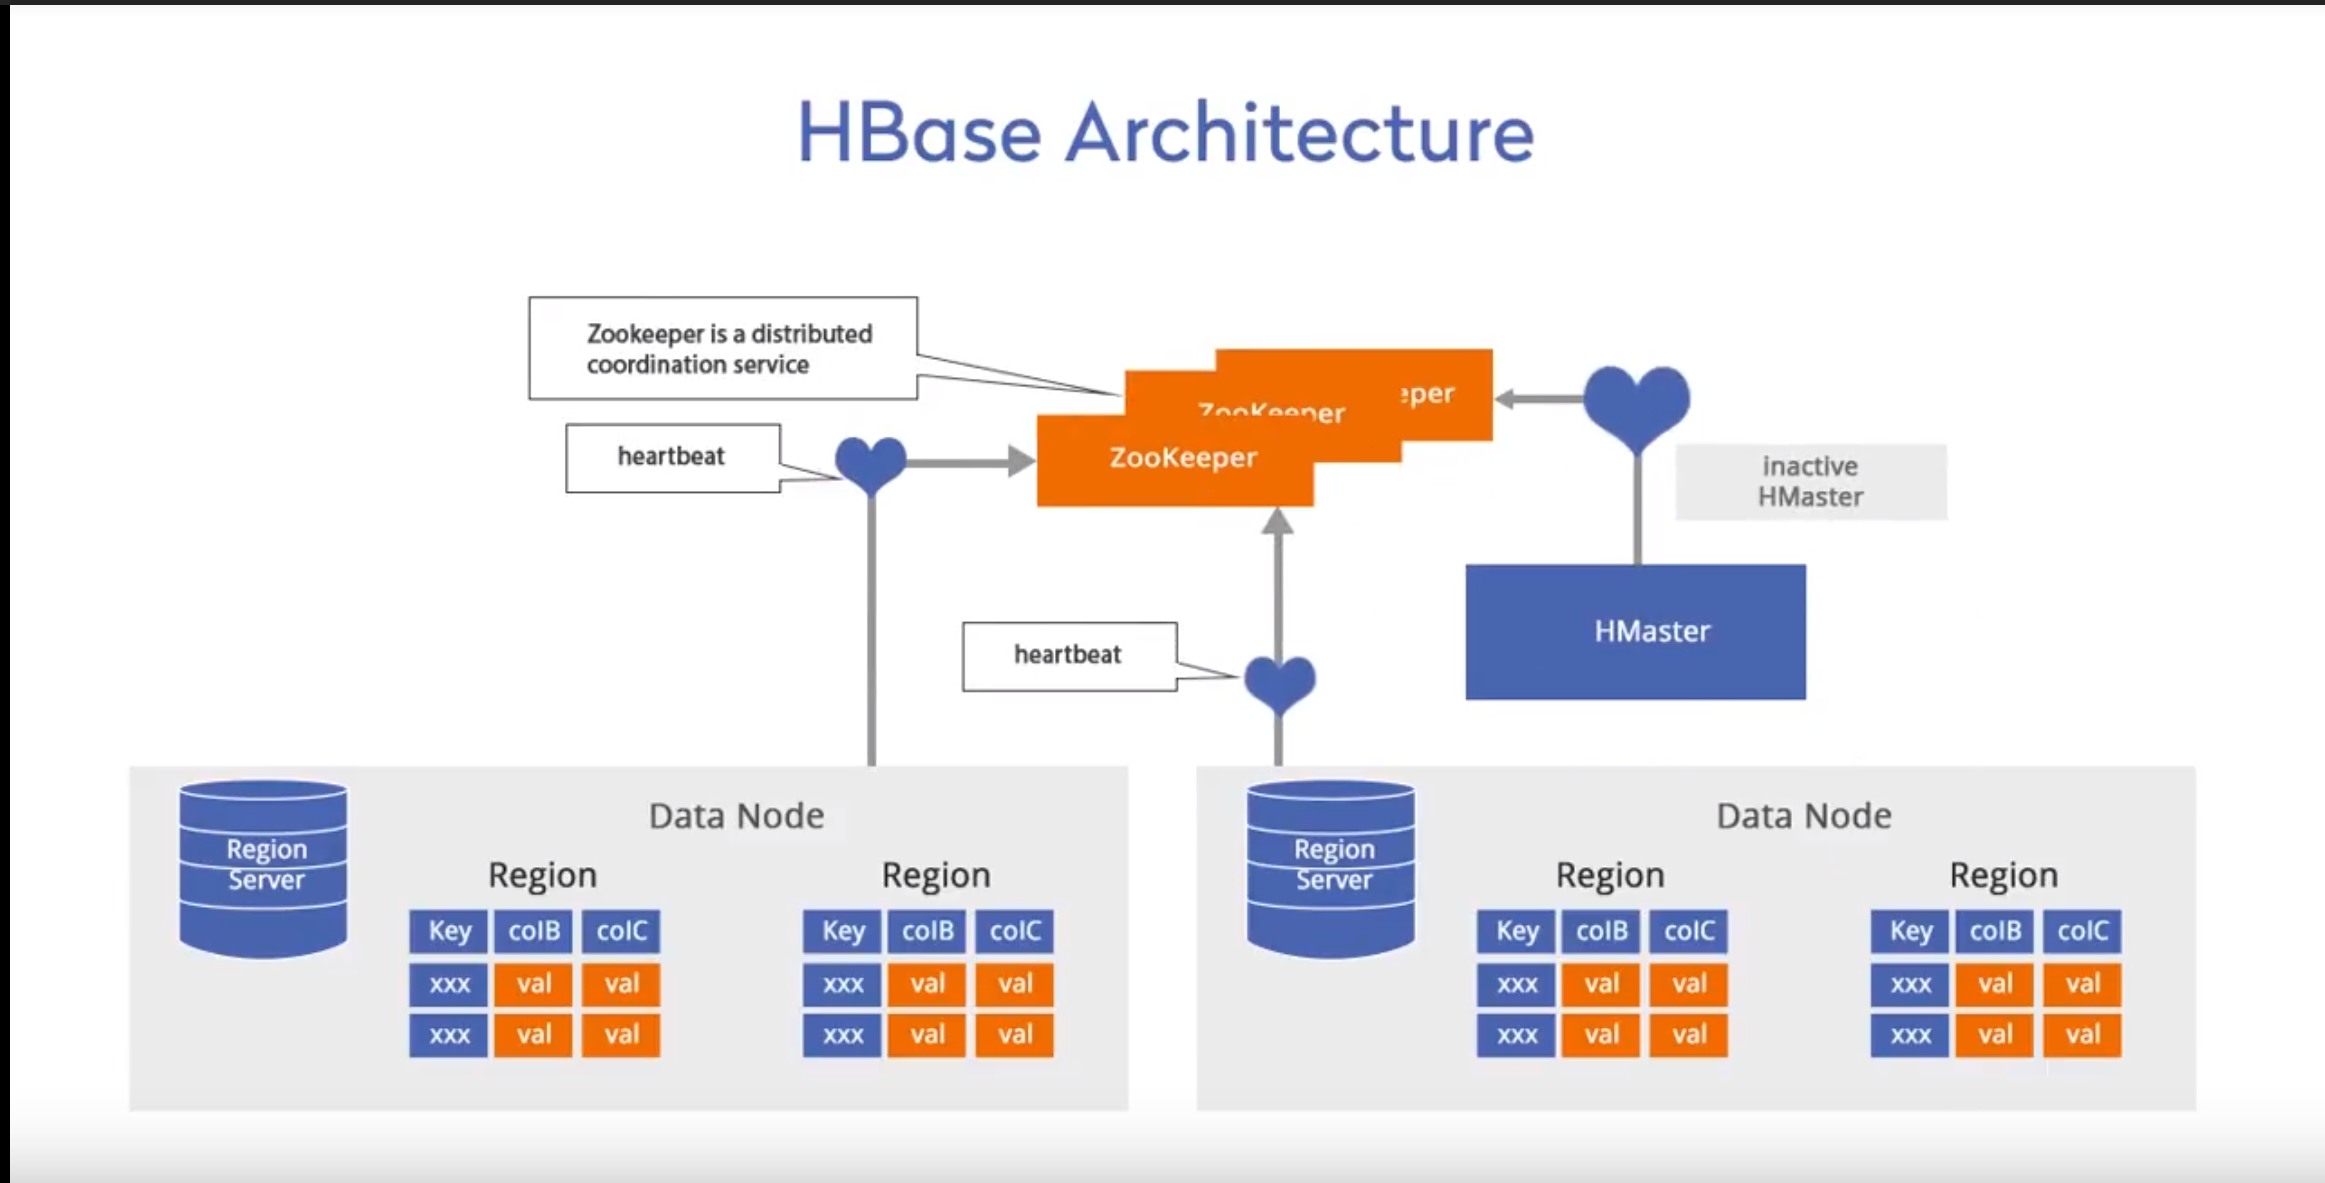 HBase Architecture
Zookeeper is a distributed
coordination service
heartbeat
eper
ZooKeeper
ZooKeeper
inactive
HMaster
HMaster
heartbeat
Region
Server
Data Node
Region Region
Key colB colC Key colB colC
xxx val val xxx val val
xxx val val xxx val val
Region
Server
Data Node
Region Region
Key colB colC Key colB colC
xxx val val xxx val val
xxx val val xxx val val